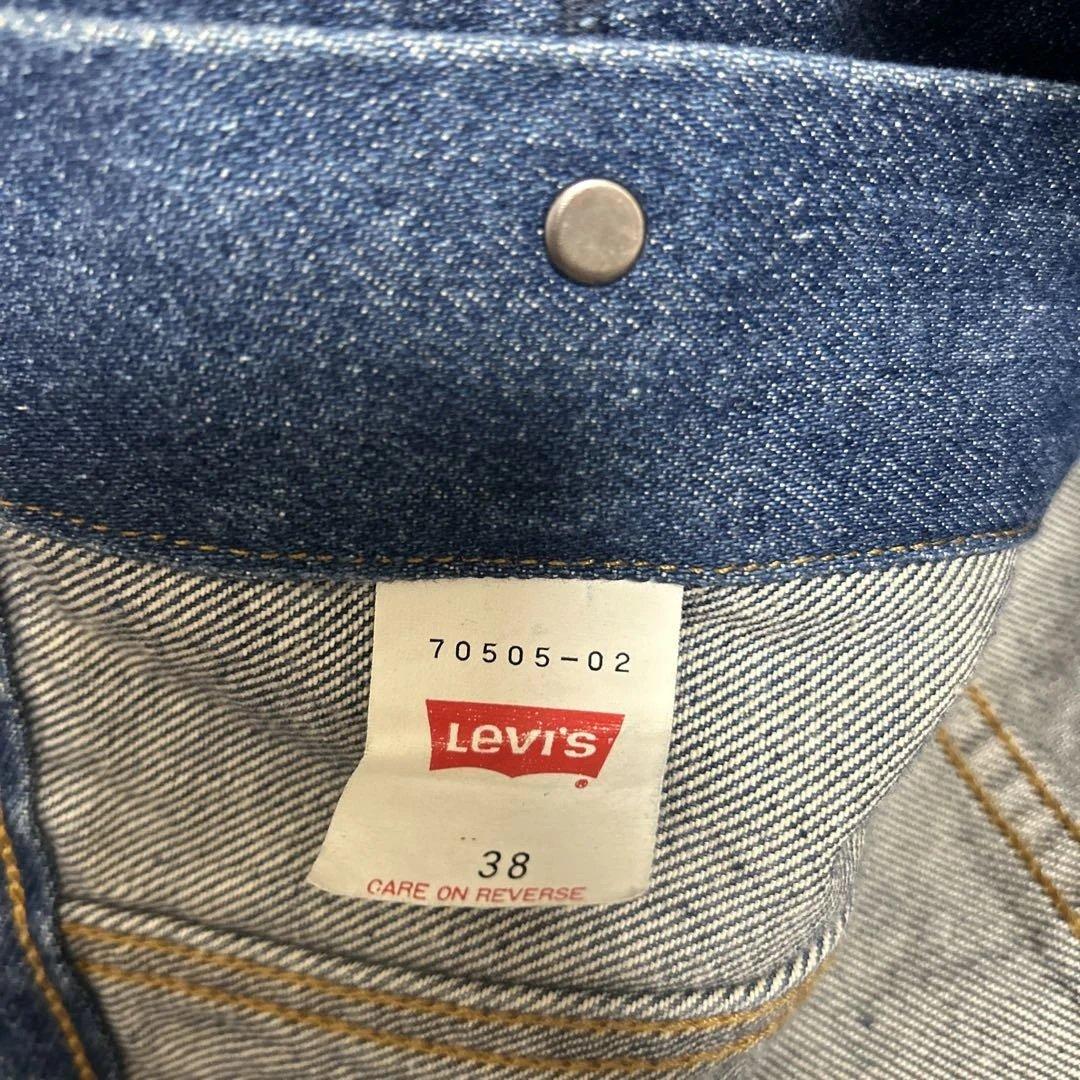 70505-02
Levi's
®
38
CARE ON REVERSE